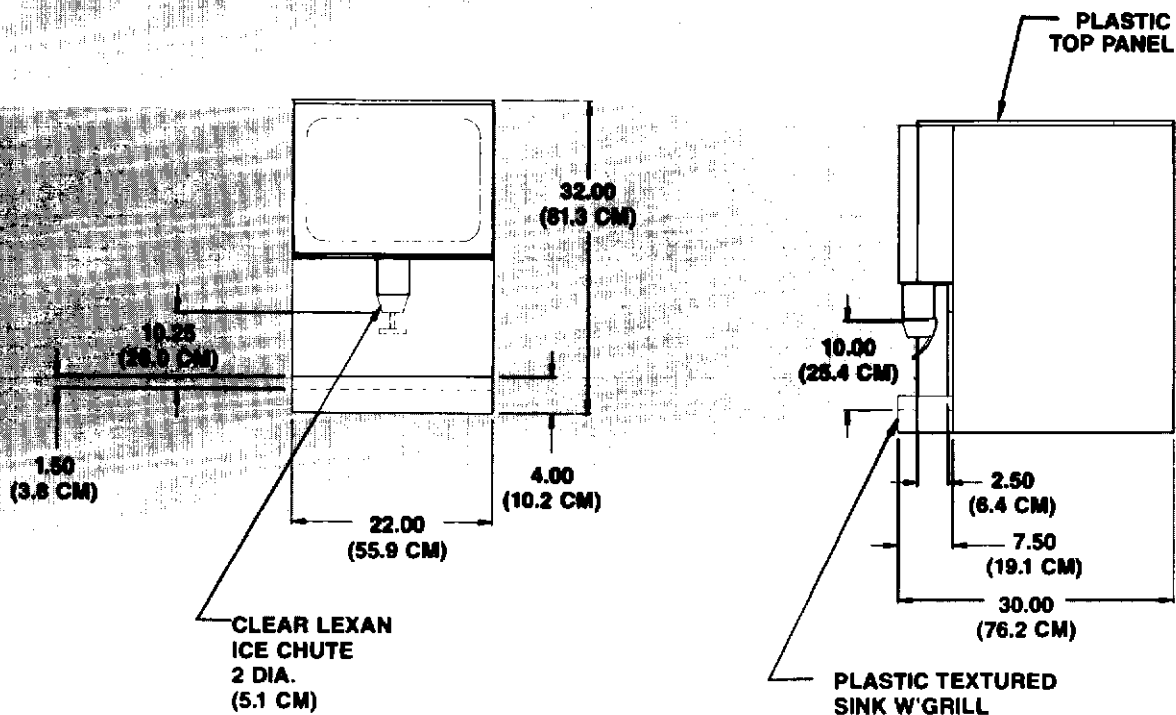 PLASTIC
TOP PANEL
32.00
(81.3 CM)
10.25
(26.0 CM)
10.00
(25.4 CM)
1.50
(3.8 CM)
4.00
(10.2 CM)
2.50
(6.4 CM)
22.00
(55.9 CM)
7.50
(19.1 CM)
30.00
(76.2 CM)
CLEAR LEXAN
ICE CHUTE
2 DIA.
(5.1 CM)
PLASTIC TEXTURED
SINK W'GRILL